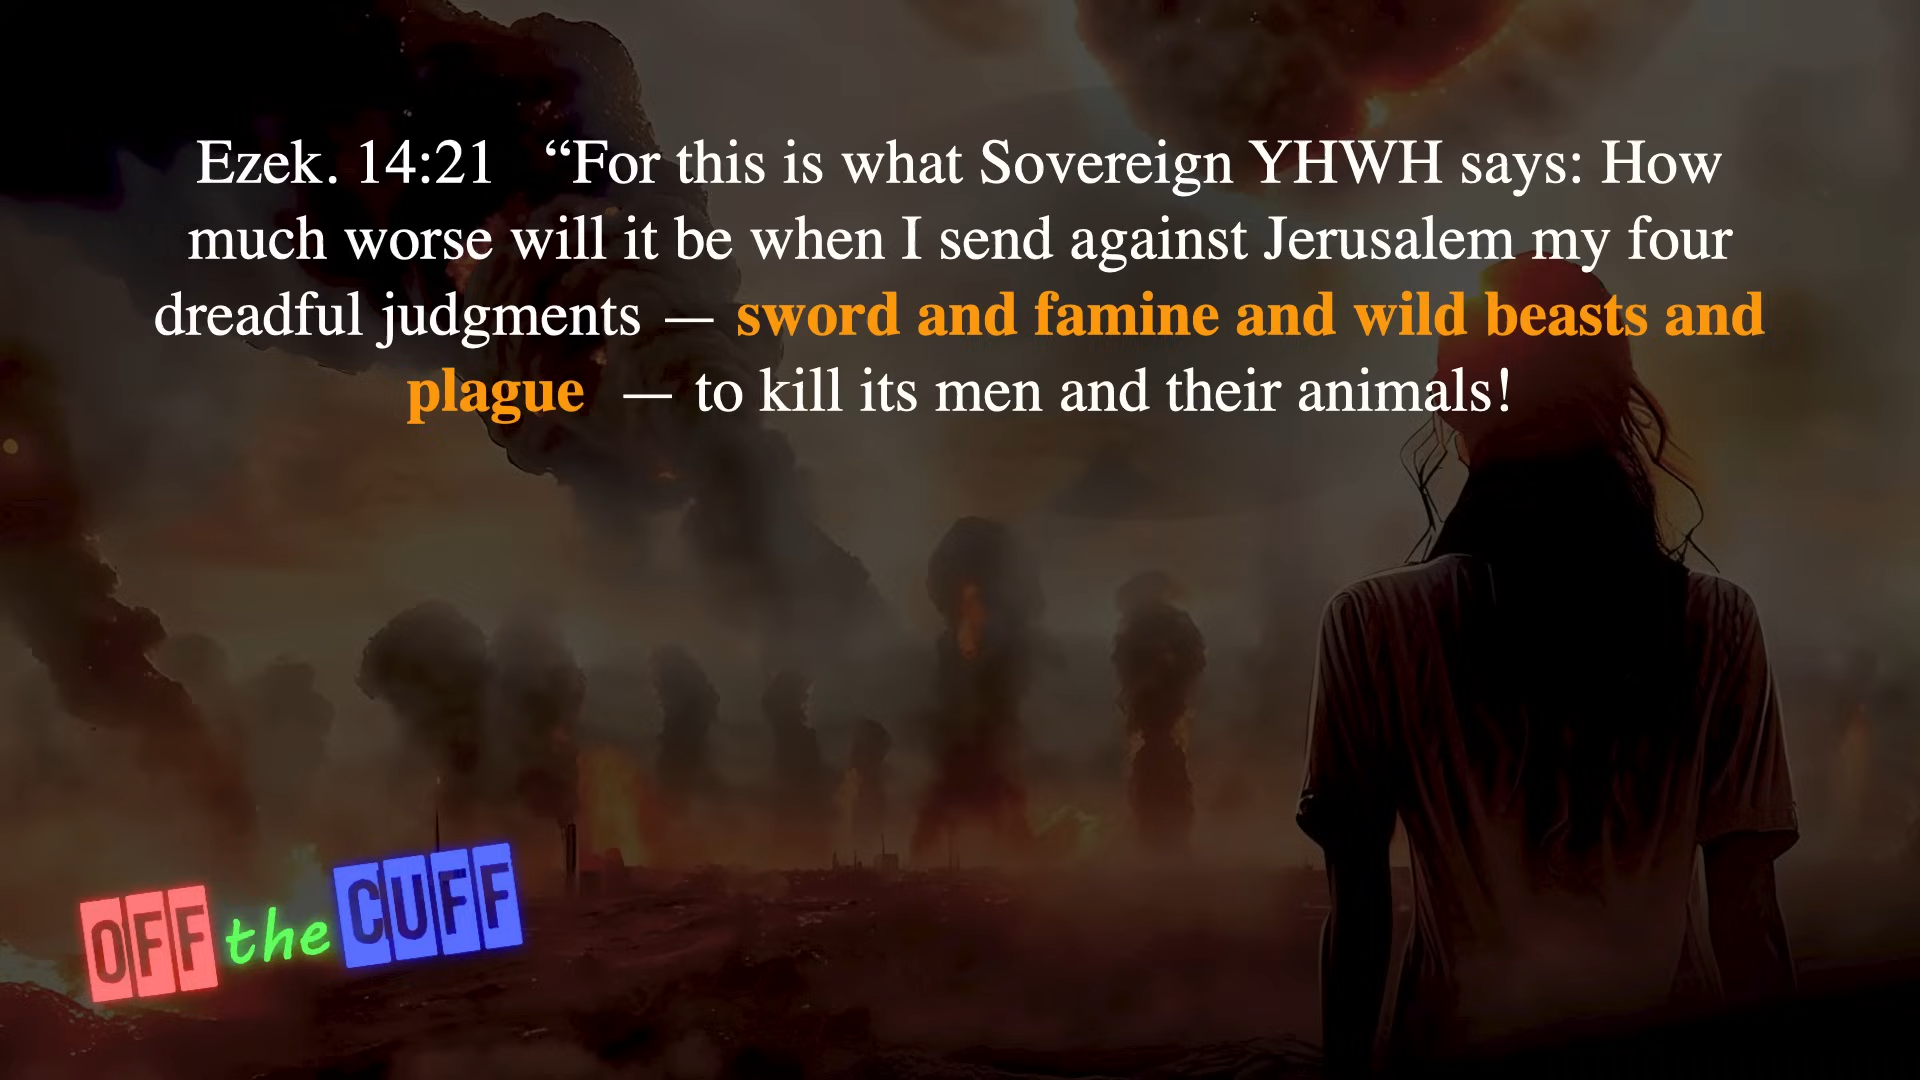 Ezek. 14:21 “For this is what Sovereign YHWH says: How
much worse will it be when I send against Jerusalem my four
dreadful judgments — sword and famine and wild beasts and
plague — to kill its men and their animals!
OFF the CUFF